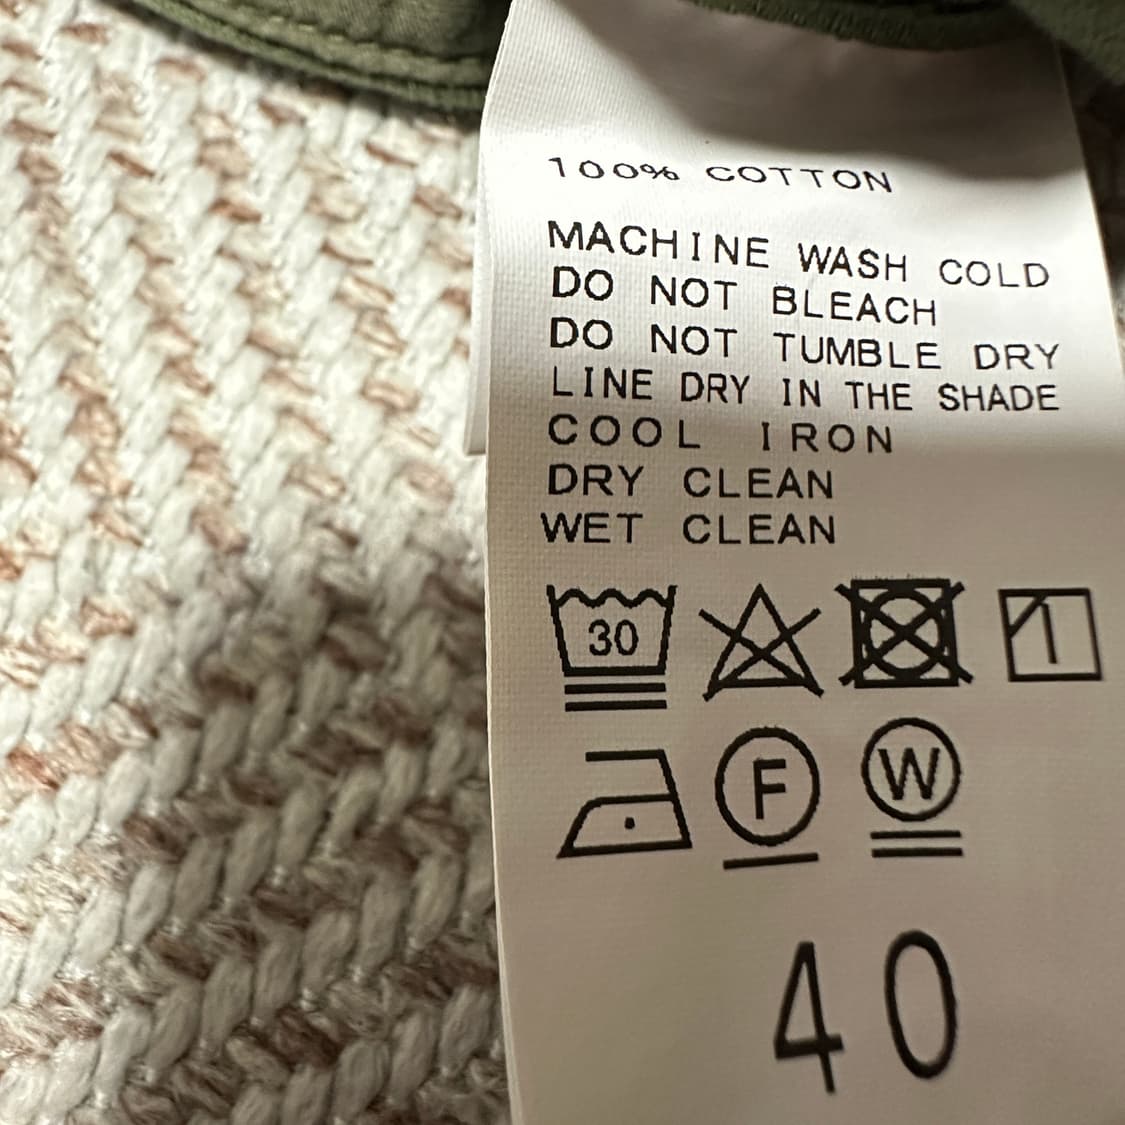 100% COTTON
MACHINE WASH COLD
DO NOT BLEACH
DO NOT TUMBLE DRY
LINE DRY IN THE SHADE
COOL IRON
DRY CLEAN
WET CLEAN
30
F W
40